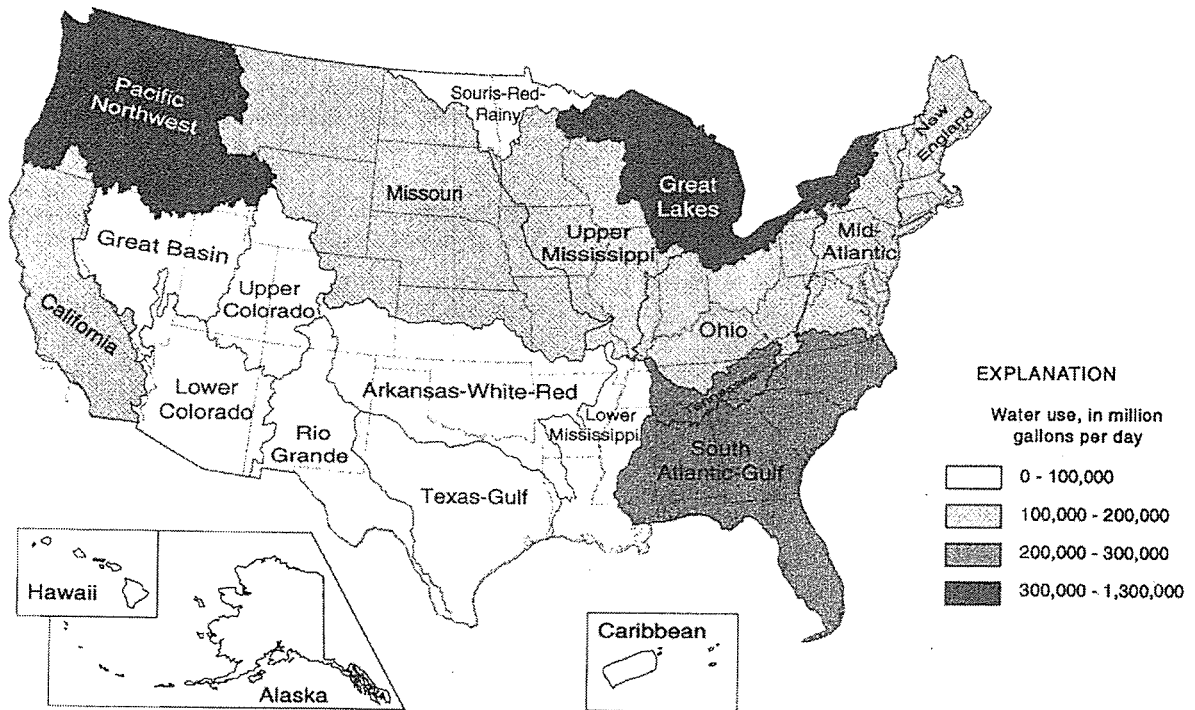 Pacific
Northwest
Souris-Red-
Rainy
New
England
Missouri
Great
Lakes
Great Basin
Upper
Mississippi
Mid-
Atlantic
Upper
Colorado
California
Ohio
Lower
Colorado
Arkansas-White-Red
Tennessee
Lower
Mississippi
Rio
Grande
South
Atlantic-Gulf
Texas-Gulf
Hawaii
Alaska
Caribbean
EXPLANATION
Water use, in million
gallons per day
0 - 100,000
100,000 - 200,000
200,000 - 300,000
300,000 - 1,300,000